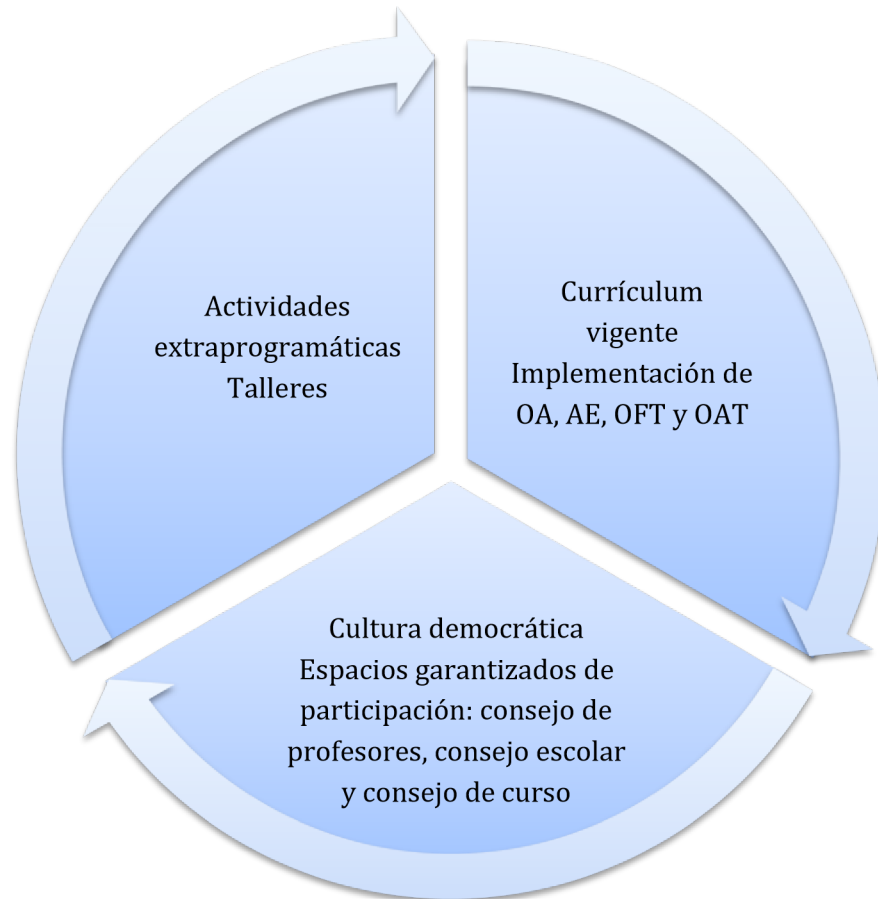 Actividades
extraprogramáticas
Talleres
Currículum
vigente
Implementación de
OA, AE, OFT y OAT
Cultura democrática
Espacios garantizados de
participación: consejo de
profesores, consejo escolar
y consejo de curso